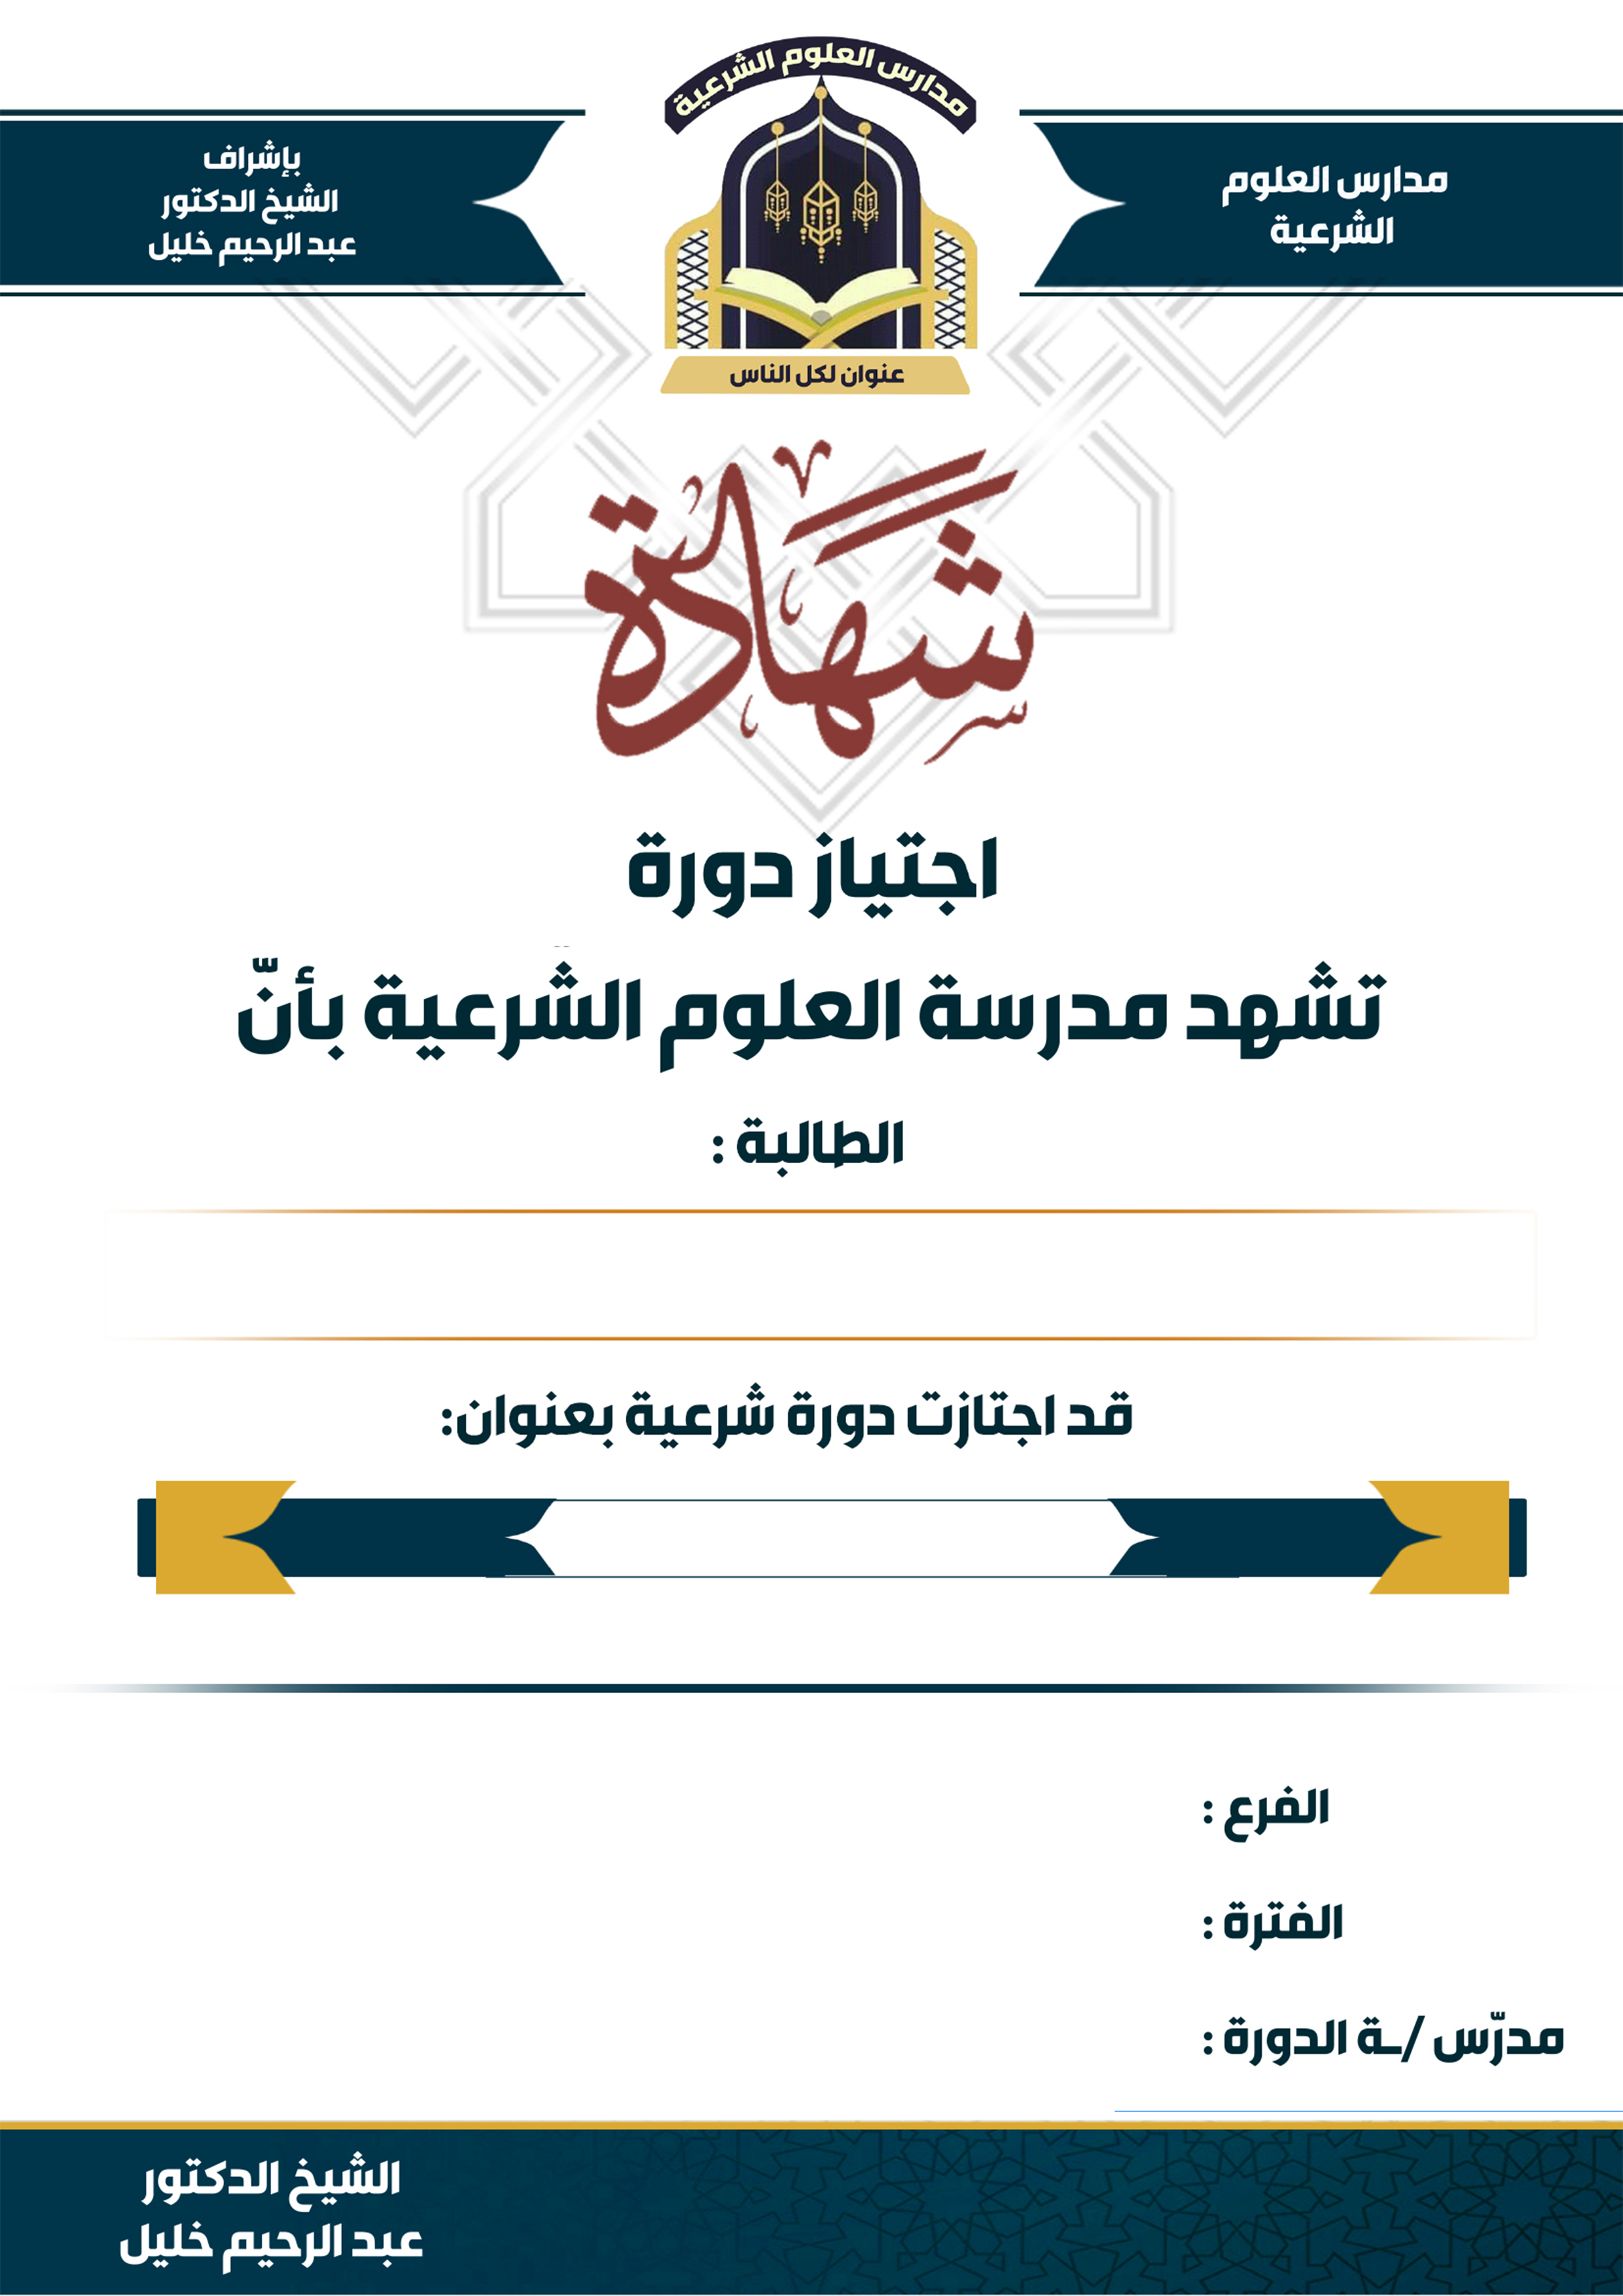 مدارس العلوم الشرعية
مدارس العلوم
الشرعية
بإشراف
الشيخ الدكتور
عبد الرحيم خليل
عنوان لكل الناس
شهادة
اجتياز دورة
تشهد مدرسة العلوم الشّرعية بأنّ
الطالبة :
قد اجتازت دورة شرعية بعنوان:
الفرع :
الفترة :
مدرّس /ـة الدورة :
الشيخ الدكتور
عبد الرحيم خليل